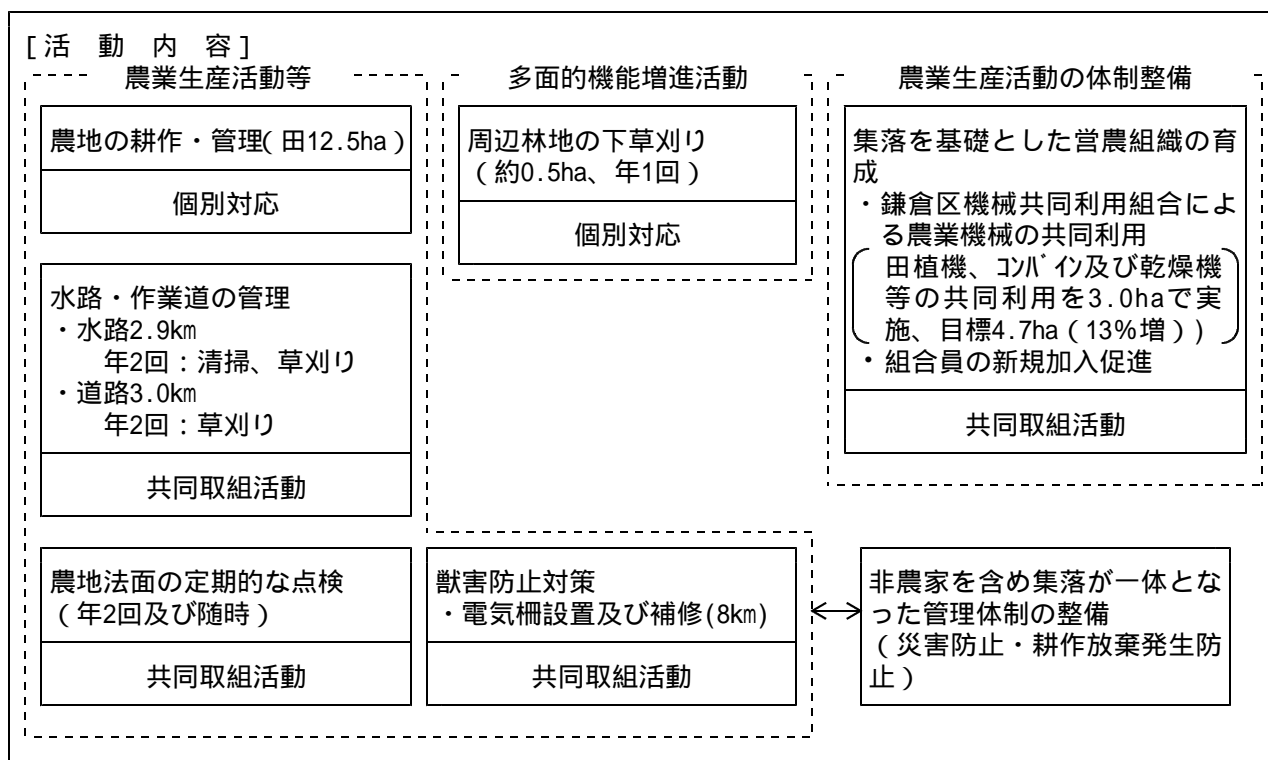 [活　動　内　容]
農業生産活動等
農地の耕作・管理(田12.5ha)
個別対応
水路・作業道の管理
・水路2.9km
年2回：清掃、草刈り
・道路3.0km
年2回：草刈り
共同取組活動
農地法面の定期的な点検
(年2回及び随時)
共同取組活動
獣害防止対策
・電気柵設置及び補修(8km)
共同取組活動
多面的機能増進活動
周辺林地の下草刈り
(約0.5ha、年1回)
個別対応
農業生産活動の体制整備
集落を基礎とした営農組織の育
成
・鎌倉区機械共同利用組合によ
る農業機械の共同利用
田植機、ｺﾝﾊﾞｲﾝ及び乾燥機
等の共同利用を3.0haで実
施、目標4.7ha(13%増))
・組合員の新規加入促進
共同取組活動
非農家を含め集落が一体とな
った管理体制の整備
(災害防止・耕作放棄発生防
止)